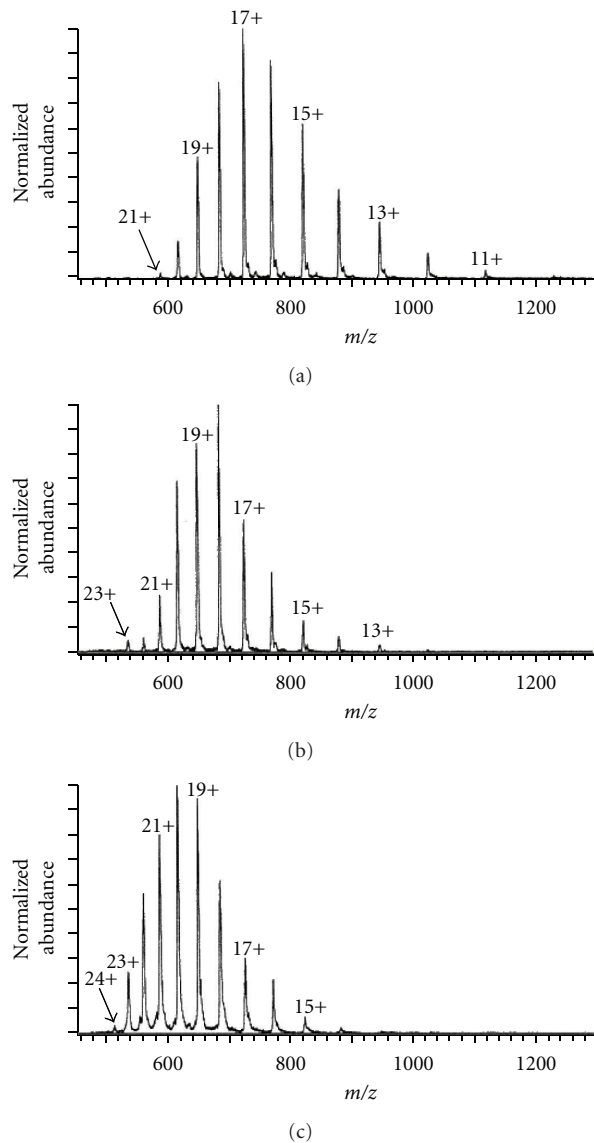 17+
15+
19+
13+
21+
11+
Normalized
abundance
600 800 1000 1200
m/z
(a)
19+
17+
23+
21+
15+
13+
Normalized
abundance
600 800 1000 1200
m/z
(b)
19+
21+
23+
17+
24+
15+
Normalized
abundance
600 800 1000 1200
m/z
(c)